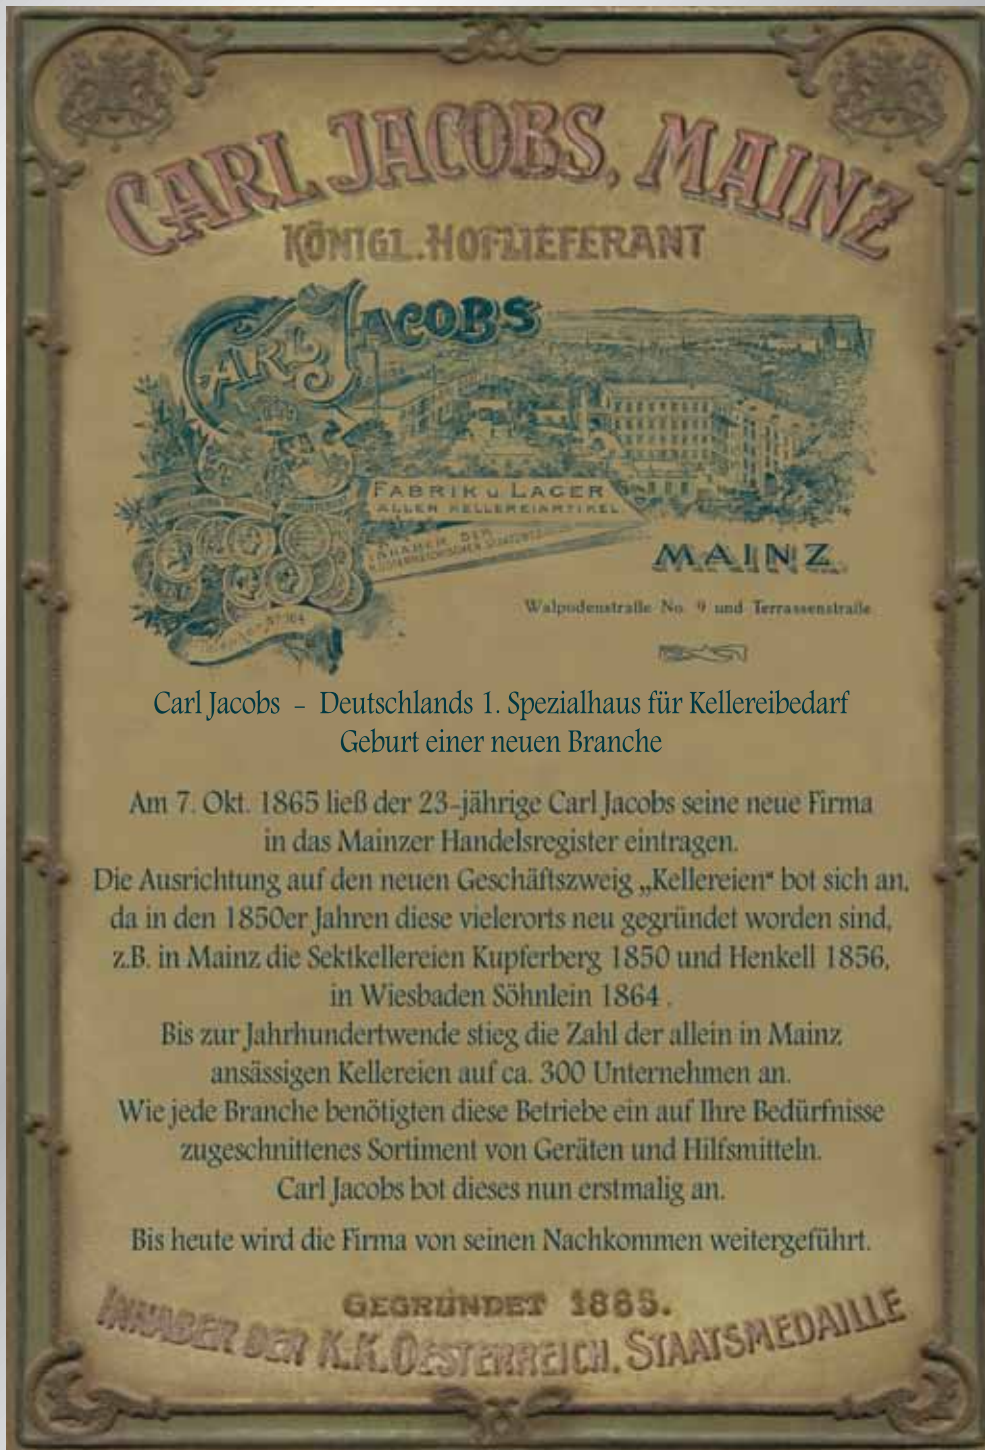 CARL JACOBS, MAINZ
KÖNIGL. HOFLIEFERANT
CARL JACOBS
FABRIK u LAGER
ALLER KELLEREIARTIKEL
INHABER DER
MAINZ.
Walpodenstraße No. 9 und Terrassenstraße
Carl Jacobs – Deutschlands 1. Spezialhaus für Kellereibedarf
Geburt einer neuen Branche
Am 7. Okt. 1865 ließ der 23-jährige Carl Jacobs seine neue Firma
in das Mainzer Handelsregister eintragen.
Die Ausrichtung auf den neuen Geschäftszweig „Kellereien“ bot sich an,
da in den 1850er Jahren diese vielerorts neu gegründet worden sind,
z.B. in Mainz die Sektkellereien Kupferberg 1850 und Henkell 1856,
in Wiesbaden Söhnlein 1864 .
Bis zur Jahrhundertwende stieg die Zahl der allein in Mainz
ansässigen Kellereien auf ca. 300 Unternehmen an.
Wie jede Branche benötigten diese Betriebe ein auf Ihre Bedürfnisse
zugeschnittenes Sortiment von Geräten und Hilfsmitteln.
Carl Jacobs bot dieses nun erstmalig an.
Bis heute wird die Firma von seinen Nachkommen weitergeführt.
GEGRÜNDET 1865.
INHABER DER K.K. OESTERREICH. STAATSMEDAILLE